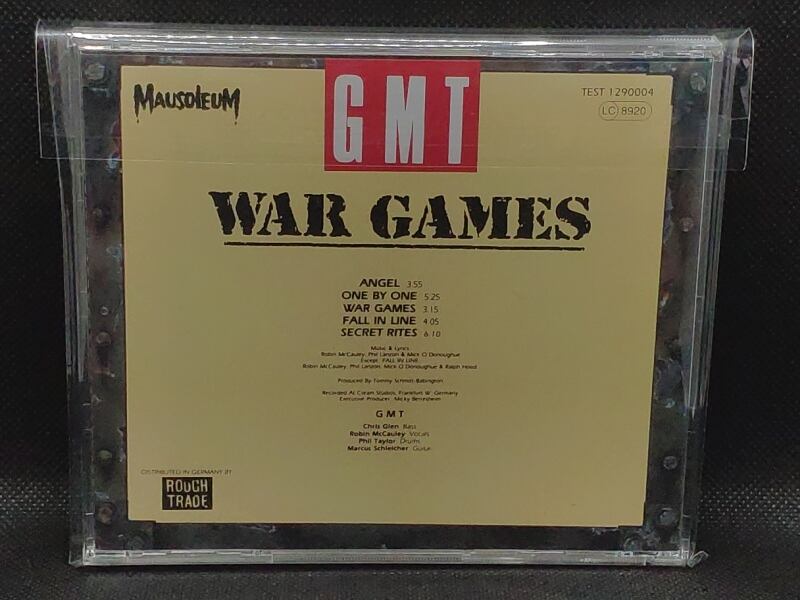 MAUSOLEUM
GMT
TEST 1290004
LC 8920
WAR GAMES
ANGEL 3.55
ONE BY ONE 5:25
WAR GAMES 3.15
FALL IN LINE 4.05
SECRET RITES 6.10
Music & Lyrics
Robin McCauley, Phil Lanzon & Mick O'Donoughue
Except: FALL IN LINE
Robin McCauley, Phil Lanzon, Mick O'Donoughue & Ralph Hood
Produced By Tommy Schmitt-Babington
Recorded At Cream Studios, Frankfurt W. Germany
Executive Producer:
GMT
Chris Glen Bass
Robin McCauley Vocals
Phil Taylor Drums
Marcus Schleicher Guitar
DISTRIBUTED IN GERMANY BY
ROUGH
TRADE